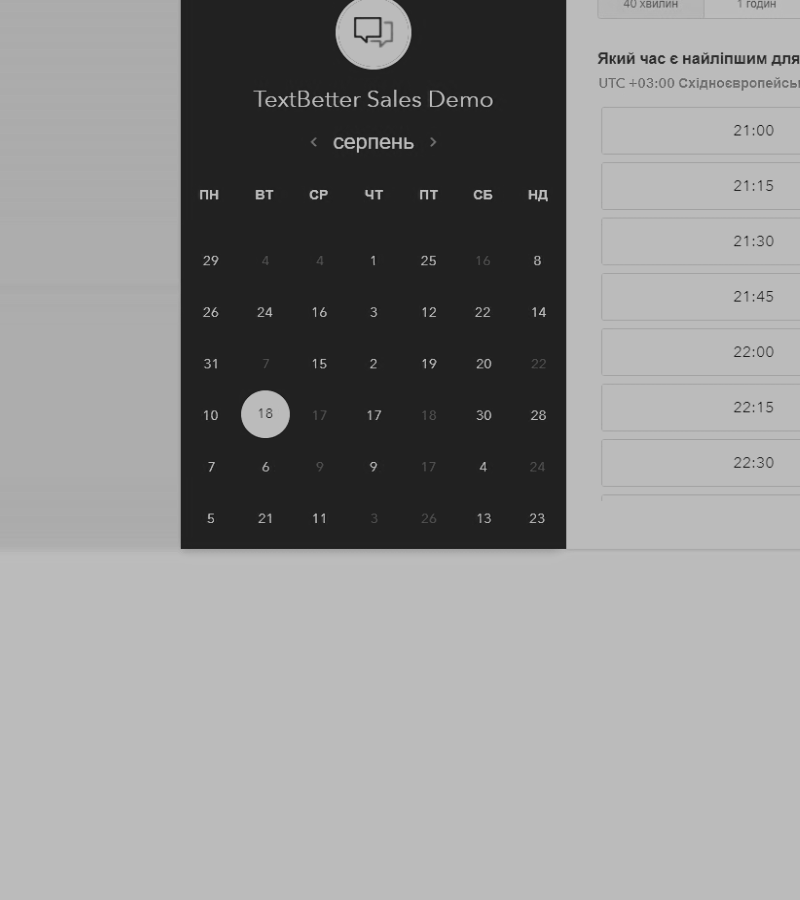 40 хвилин 1 годин
TextBetter Sales Demo
‹ серпень ›
ПН ВТ СР ЧТ ПТ СБ НД
29 4 4 1 25 16 8
26 24 16 3 12 22 14
31 7 15 2 19 20 22
10 18 17 17 18 30 28
7 6 9 9 17 4 24
5 21 11 3 26 13 23
Який час є найліпшим для
UTC +03:00 Східноєвропейсь
21:00
21:15
21:30
21:45
22:00
22:15
22:30